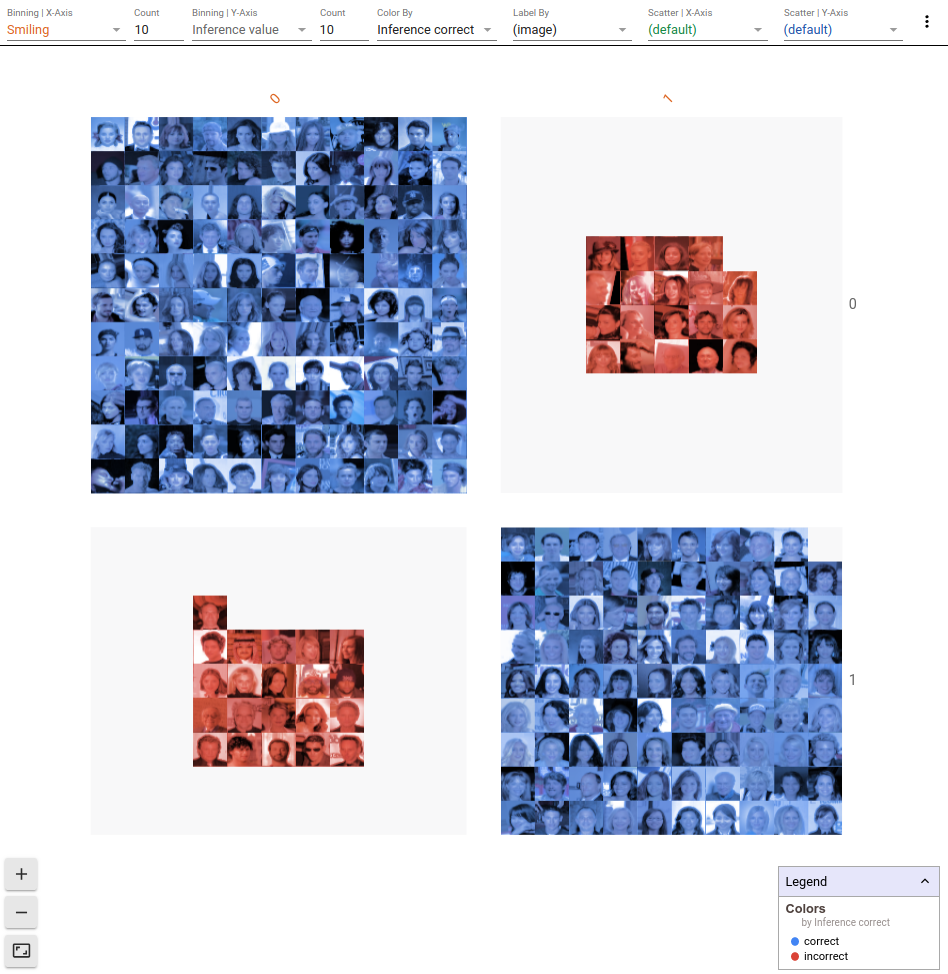 Binning | X-Axis Count Binning | Y-Axis Count Color By Label By Scatter | X-Axis Scatter | Y-Axis
Smiling 10 Inference value 10 Inference correct (image) (default) (default)
0 1
0
1
Legend
Colors
by Inference correct
correct
incorrect